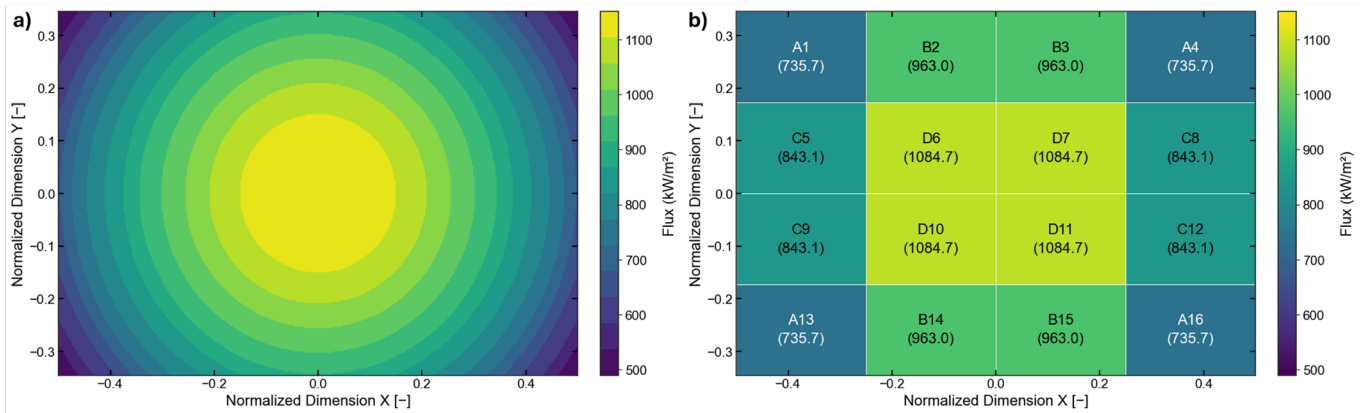 a)
Normalized Dimension Y [−]
0.3
0.2
0.1
0.0
−0.1
−0.2
−0.3
−0.4
−0.2
0.0
0.2
0.4
Normalized Dimension X [−]
1100
1000
900
800
700
600
500
Flux (kW/m²)
b)
Normalized Dimension Y [−]
0.3
0.2
0.1
0.0
−0.1
−0.2
−0.3
A1
(735.7)
B2
(963.0)
B3
(963.0)
A4
(735.7)
C5
(843.1)
D6
(1084.7)
D7
(1084.7)
C8
(843.1)
C9
(843.1)
D10
(1084.7)
D11
(1084.7)
C12
(843.1)
A13
(735.7)
B14
(963.0)
B15
(963.0)
A16
(735.7)
−0.4
−0.2
0.0
0.2
0.4
Normalized Dimension X [−]
1100
1000
900
800
700
600
500
Flux (kW/m²)